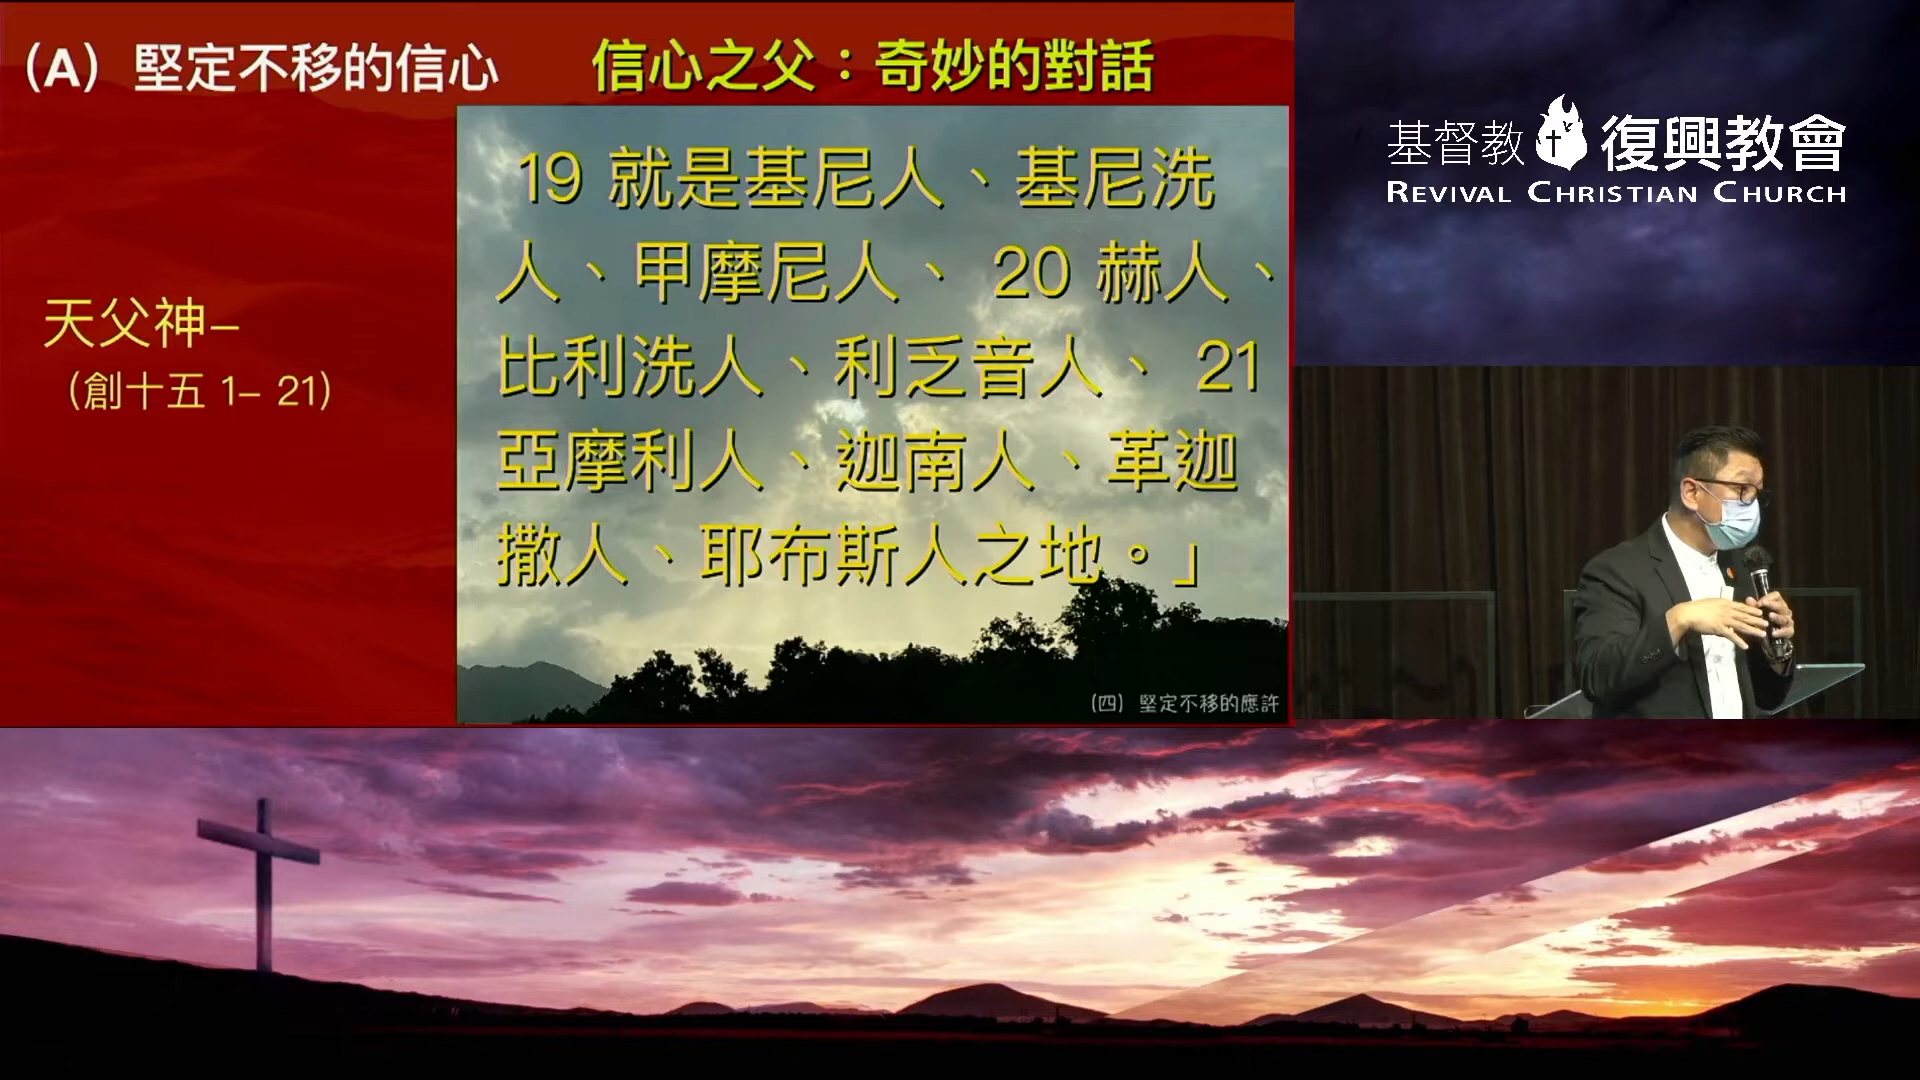 (A) 堅定不移的信心
信心之父:奇妙的對話
天父神–
(創十五 1– 21)
19 就是基尼人、基尼洗
人、甲摩尼人、 20 赫人、
比利洗人、利乏音人、 21
亞摩利人、迦南人、革迦
撒人、耶布斯人之地。」
(四) 堅定不移的應許
基督教 復興教會
REVIVAL CHRISTIAN CHURCH